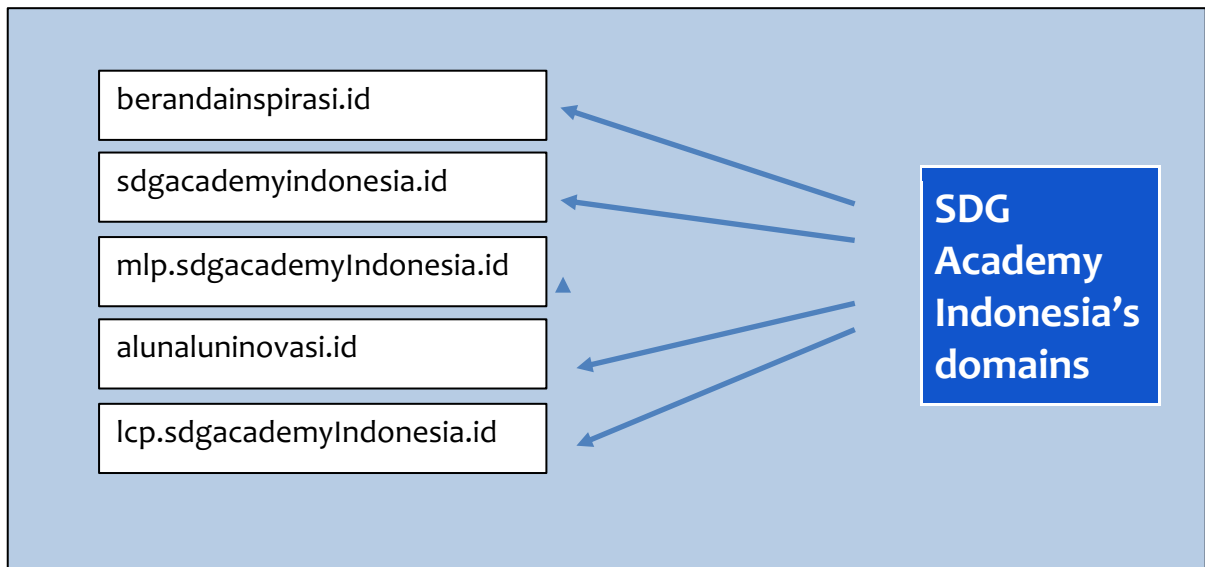 berandainspirasi.id
sdgacademyindonesia.id
mlp.sdgacademyIndonesia.id
alunaluninovasi.id
lcp.sdgacademyIndonesia.id
SDG
Academy
Indonesia’s
domains